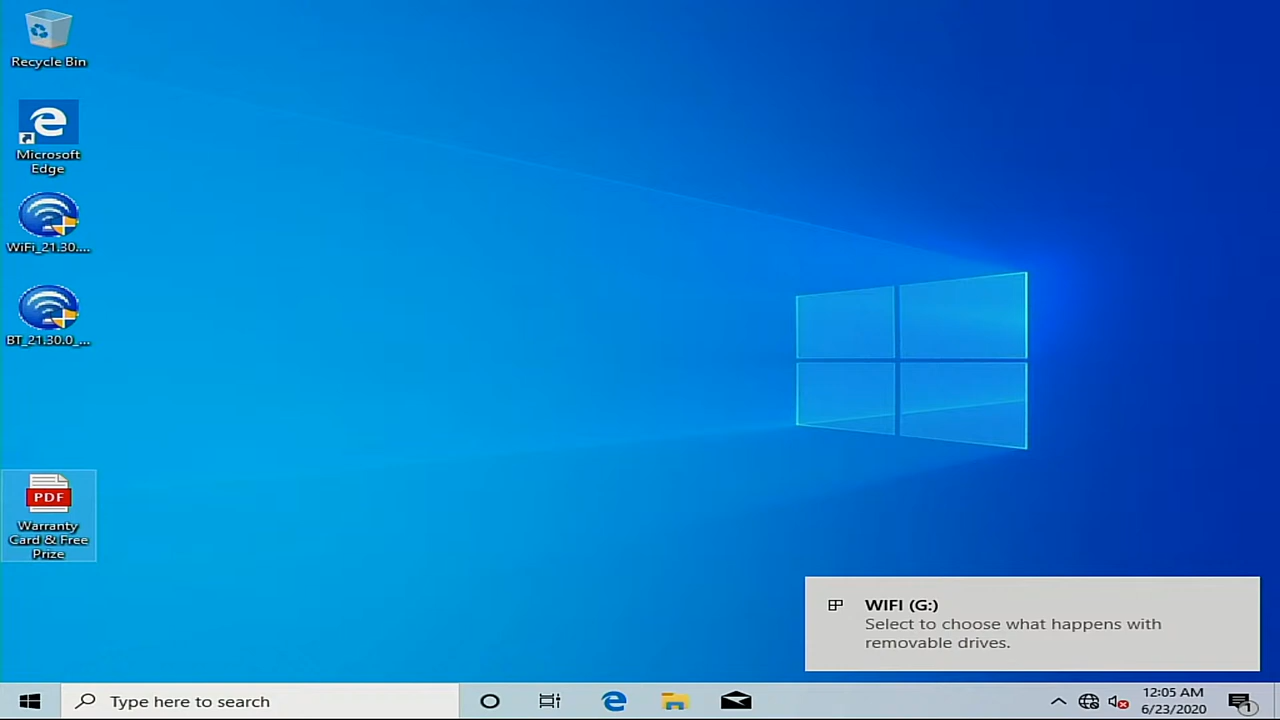 Recycle Bin
Microsoft
Edge
WiFi_21.30....
BT_21.30.0_...
PDF
Warranty
Card & Free
Prize
WIFI (G:)
Select to choose what happens with
removable drives.
Type here to search
12:05 AM
6/23/2020
1